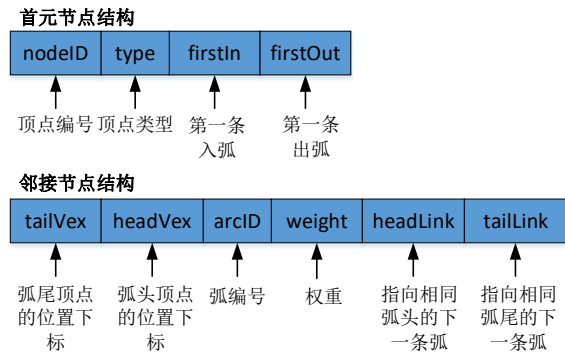 首元节点结构
nodeID type firstIn firstOut
顶点编号 顶点类型 第一条 第一条
入弧 出弧
邻接节点结构
tailVex headVex arcID weight headLink tailLink
弧尾顶点 弧头顶点 弧编号 权重 指向相同 指向相同
的位置下 的位置下 弧头的下 弧尾的下
标 标 一条弧 一条弧